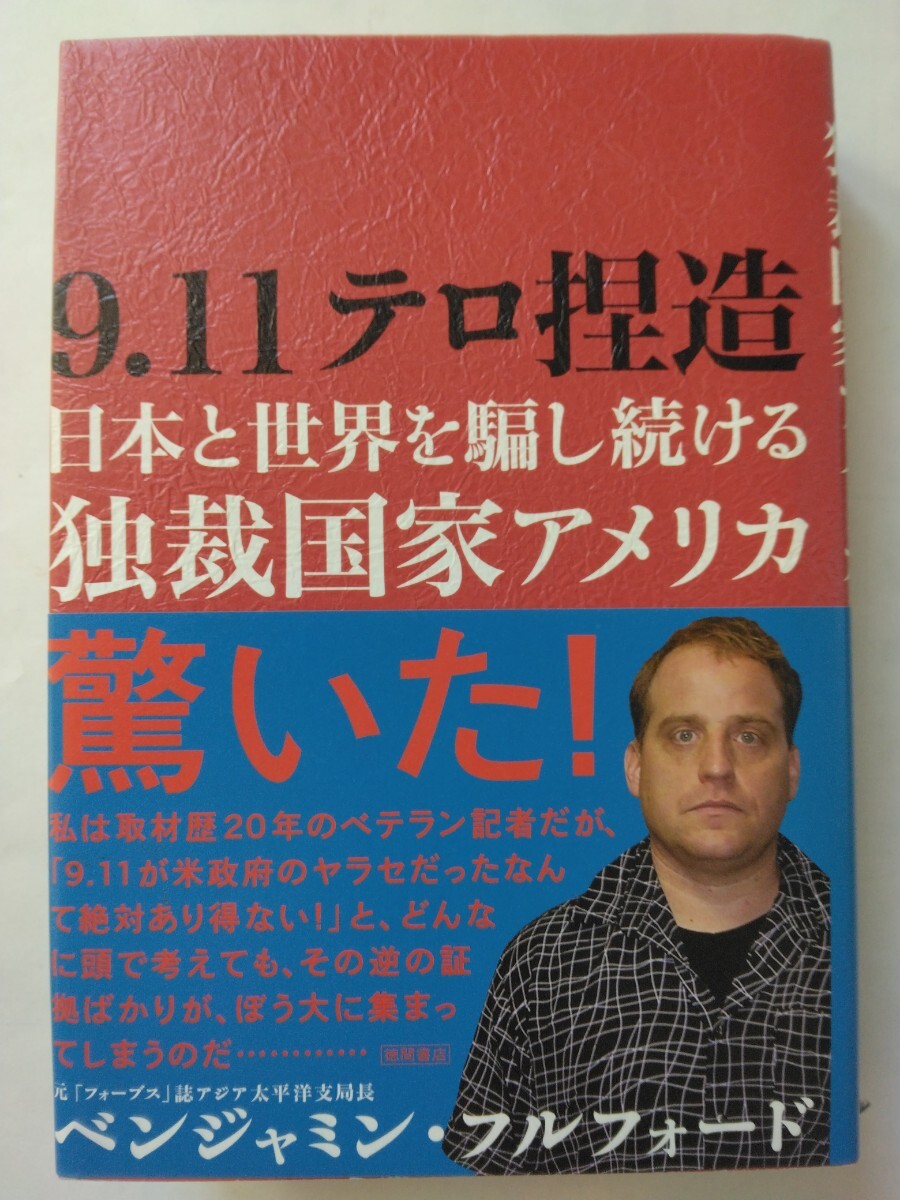 9.11テロ捏造
日本と世界を騙し続ける
独裁国家アメリカ
驚いた!
私は取材歴20年のベテラン記者だが、
「9.11が米政府のヤラセだったなん
て絶対あり得ない!」と、どんな
に頭で考えても、その逆の証
拠ばかりが、ぼう大に集まっ
てしまうのだ…………
徳間書店
元「フォーブス」誌アジア太平洋支局長
ベンジャミン・フルフォード